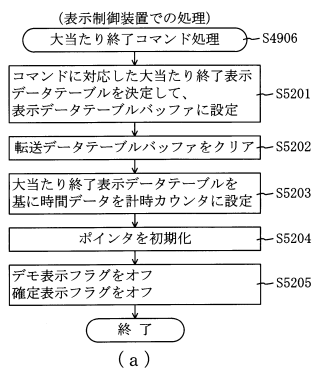 (表示制御装置での処理)
大当たり終了コマンド処理
S4906
コマンドに対応した大当たり終了表示
データテーブルを決定して、
表示データテーブルバッファに設定
S5201
転送データテーブルバッファをクリア
S5202
大当たり終了表示データテーブルを
基に時間データを計時カウンタに設定
S5203
ポインタを初期化
S5204
デモ表示フラグをオフ
確定表示フラグをオフ
S5205
終 了
(a)